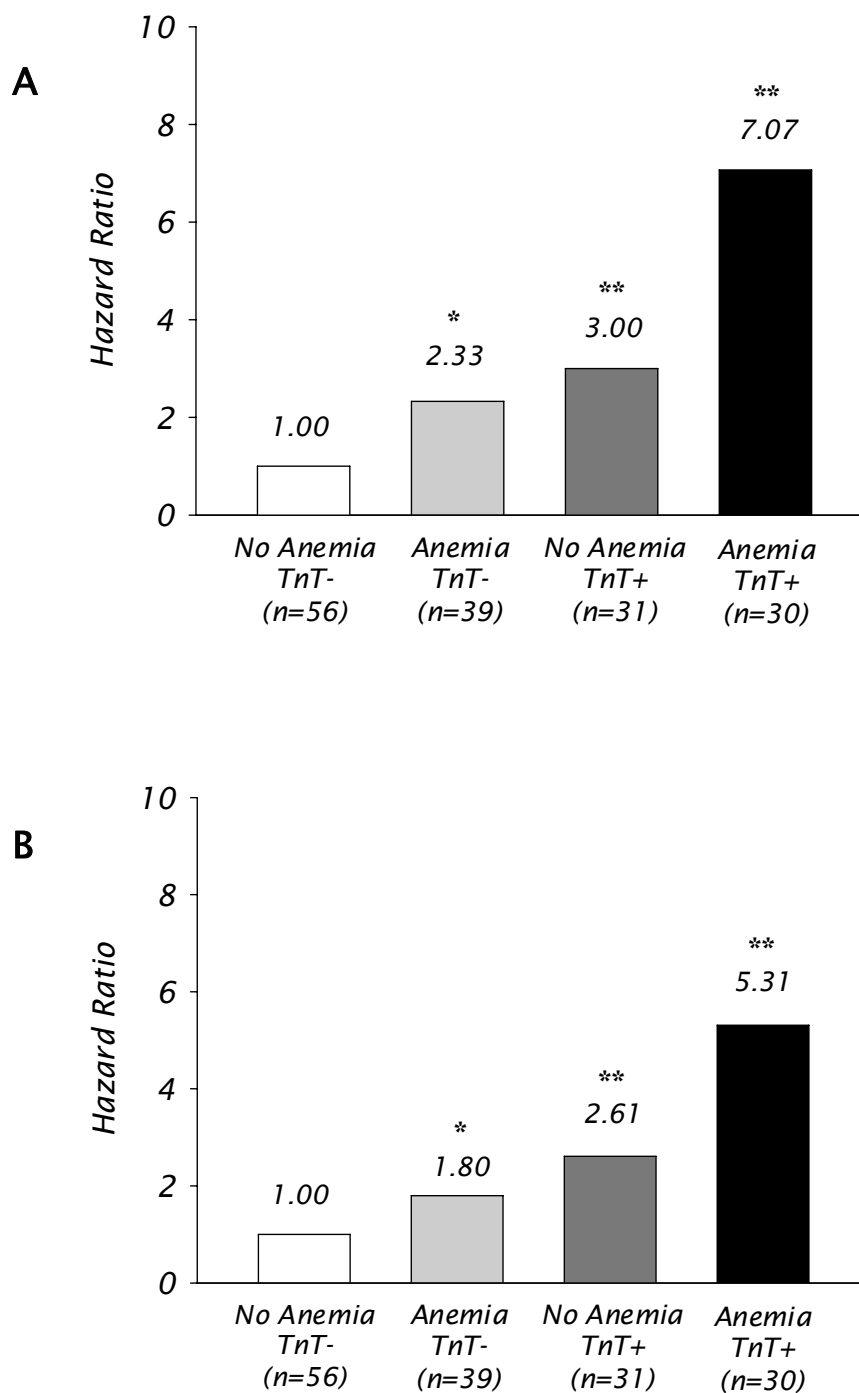 A
Hazard Ratio
10
8
6
4
2
0
1.00
*
2.33
**
3.00
**
7.07
No Anemia
TnT-
(n=56)
Anemia
TnT-
(n=39)
No Anemia
TnT+
(n=31)
Anemia
TnT+
(n=30)
B
Hazard Ratio
10
8
6
4
2
0
1.00
*
1.80
**
2.61
**
5.31
No Anemia
TnT-
(n=56)
Anemia
TnT-
(n=39)
No Anemia
TnT+
(n=31)
Anemia
TnT+
(n=30)